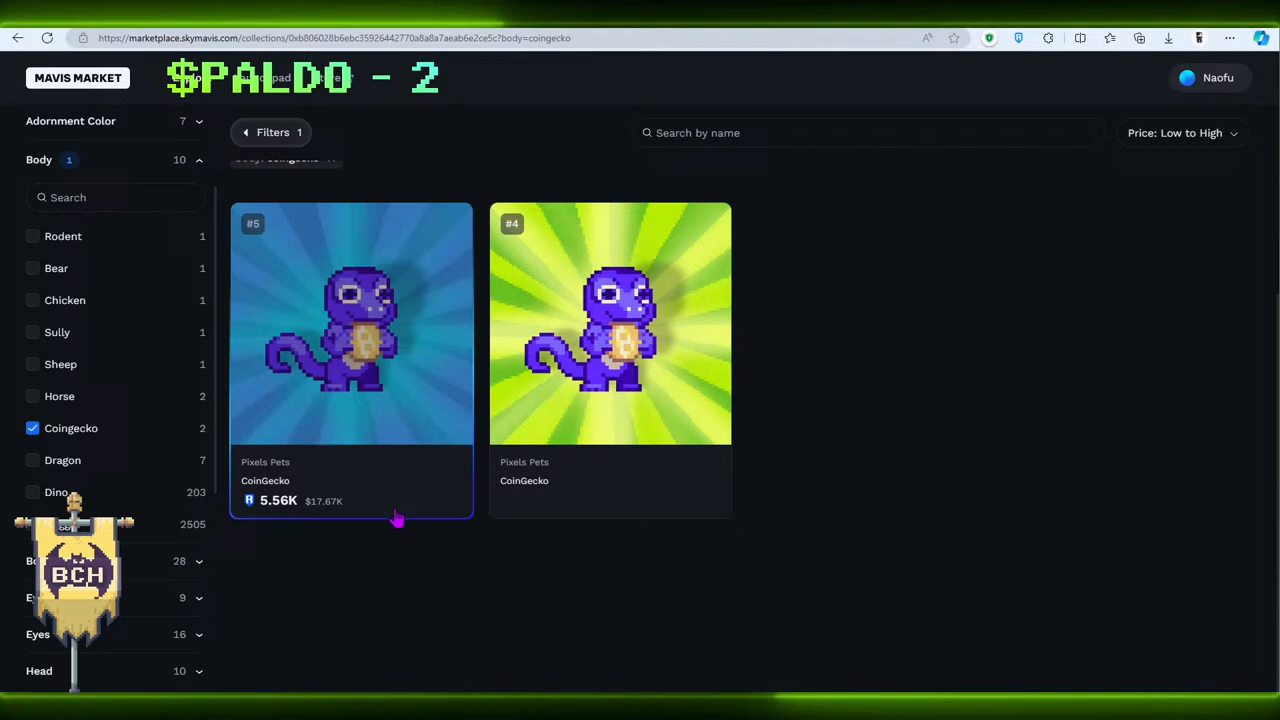 https://marketplace.skymavis.com/collections/0xb806028b6ebc35926442770a8a8a7aeab6e2ce5c?body=coingecko
MAVIS MARKET
$PALDO - 2
Naofu
Adornment Color 7
Filters 1
Search by name
Price: Low to High
Body 1 10
Body: Coingecko
Search
Rodent 1
Bear 1
Chicken 1
Sully 1
Sheep 1
Horse 2
Coingecko 2
Dragon 7
Dino 203
2505
28
9
Eyes 16
Head 10
BCH
#5
Pixels Pets
CoinGecko
5.56K $17.67K
#4
Pixels Pets
CoinGecko